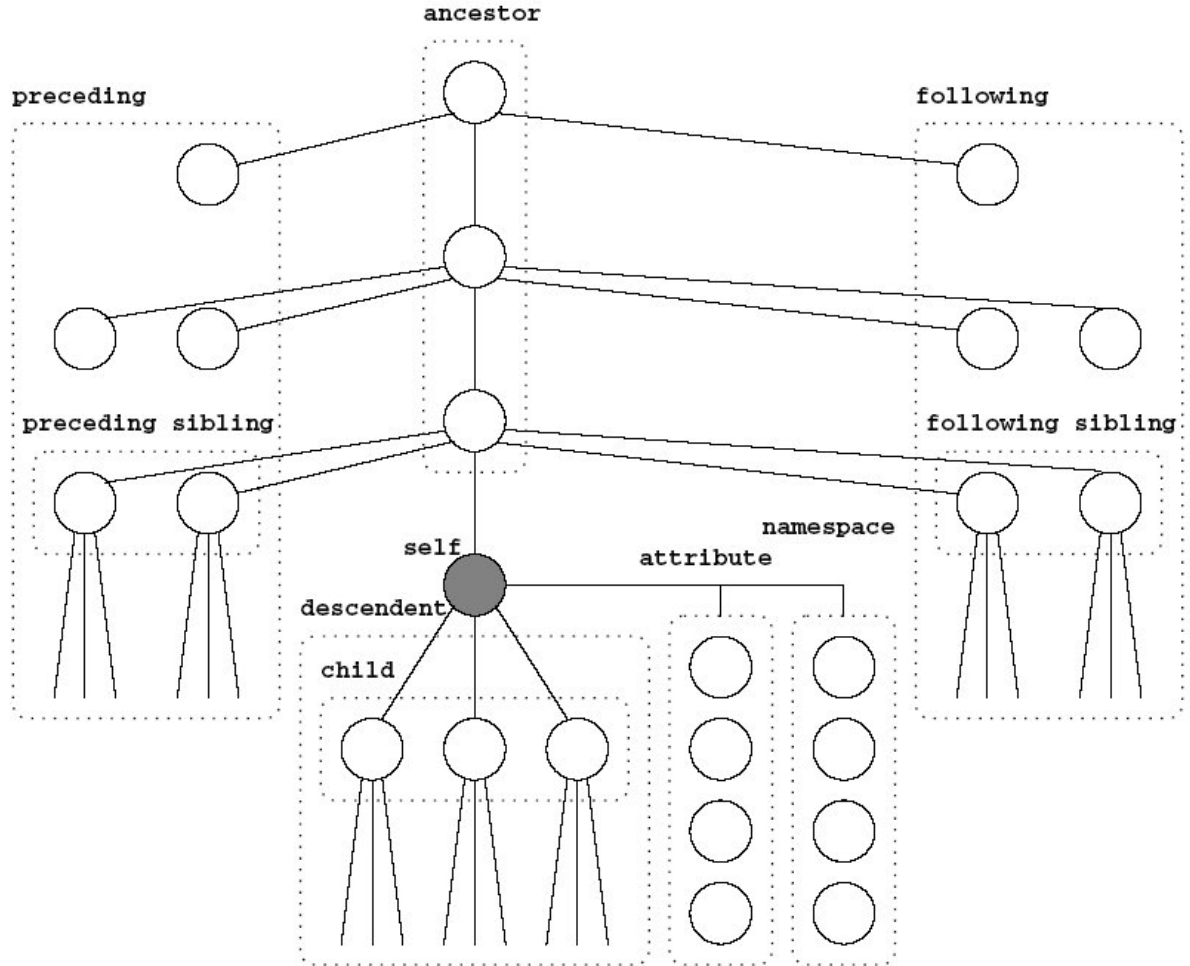 ancestor
preceding
following
preceding sibling
following sibling
namespace
self
attribute
descendent
child